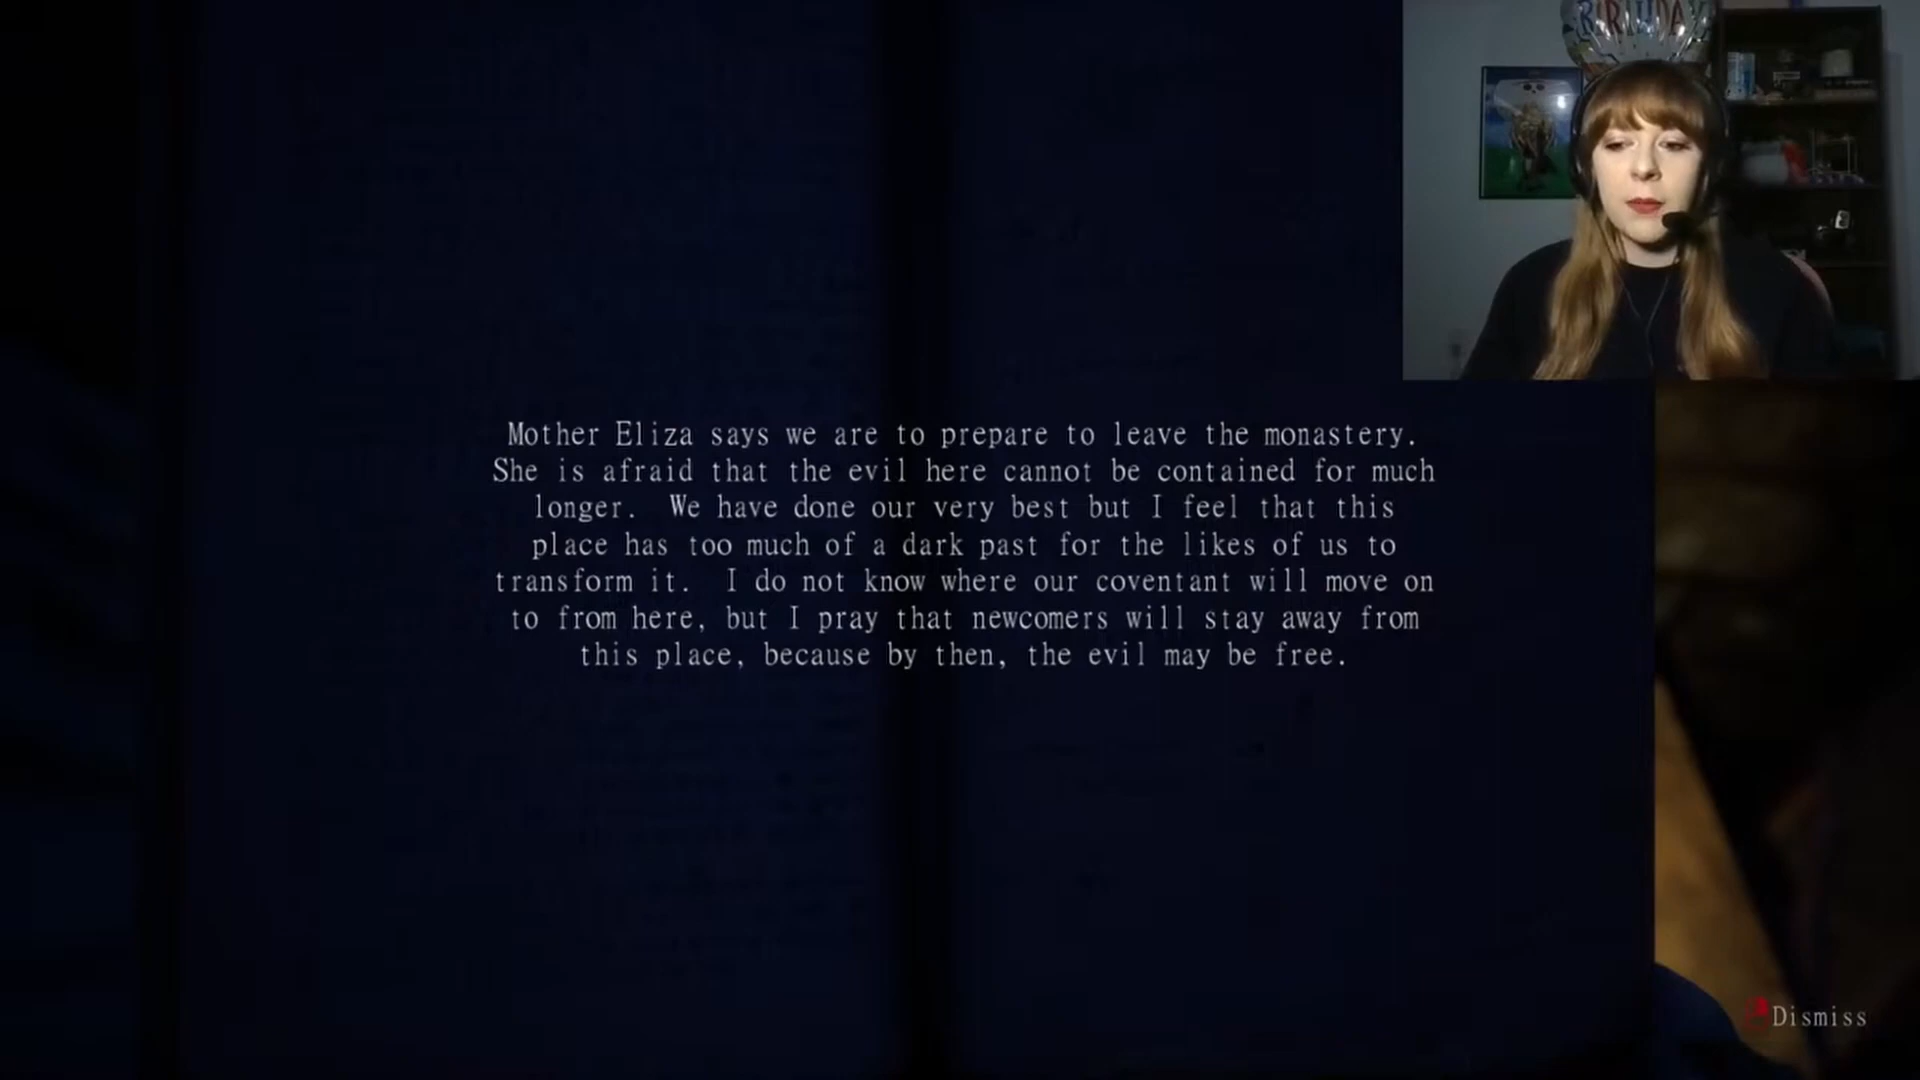 BIRTHDAY
Mother Eliza says we are to prepare to leave the monastery.
She is afraid that the evil here cannot be contained for much
longer.  We have done our very best but I feel that this
place has too much of a dark past for the likes of us to
transform it.  I do not know where our coventant will move on
to from here, but I pray that newcomers will stay away from
this place, because by then, the evil may be free.
Dismiss